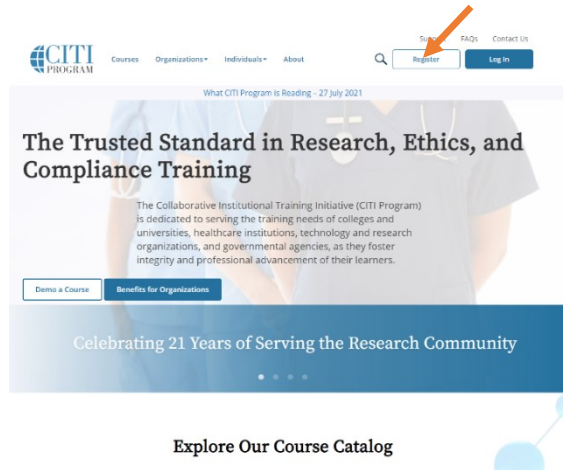 Support FAQs Contact Us
CITI
PROGRAM
Courses Organizations Individuals About Register Log In
What CITI Program is Reading – 27 July 2021
The Trusted Standard in Research, Ethics, and
Compliance Training
The Collaborative Institutional Training Initiative (CITI Program)
is dedicated to serving the training needs of colleges and
universities, healthcare institutions, technology and research
organizations, and governmental agencies, as they foster
integrity and professional advancement of their learners.
Demo a Course Benefits for Organizations
Celebrating 21 Years of Serving the Research Community
Explore Our Course Catalog